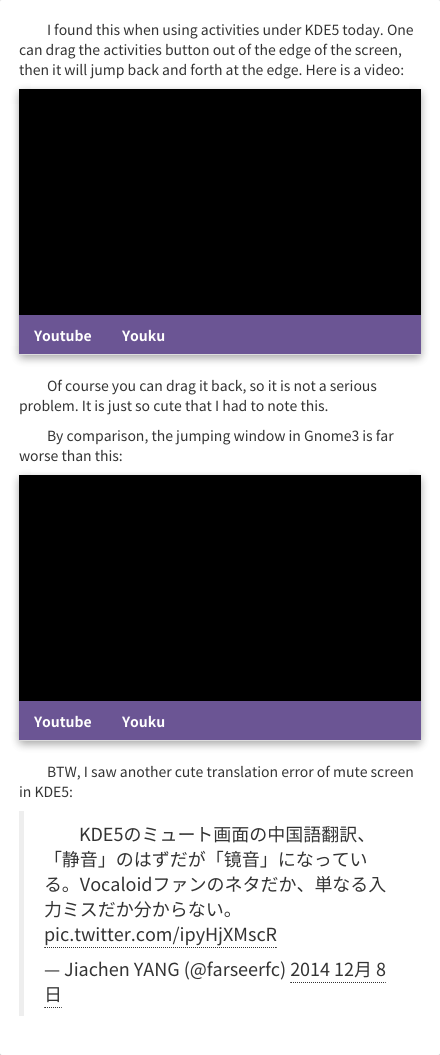 I found this when using activities under KDE5 today. One
can drag the activities button out of the edge of the screen,
then it will jump back and forth at the edge. Here is a video:
Youtube Youku
Of course you can drag it back, so it is not a serious
problem. It is just so cute that I had to note this.
By comparison, the jumping window in Gnome3 is far
worse than this:
Youtube Youku
BTW, I saw another cute translation error of mute screen
in KDE5:
KDE5のミュート画面の中国語翻訳、
「静音」のはずだが「镜音」になってい
る。Vocaloidファンのネタだか、単なる入
力ミスだか分からない。
pic.twitter.com/ipyHjXMscR
— Jiachen YANG (@farseerfc) 2014 12月 8
日